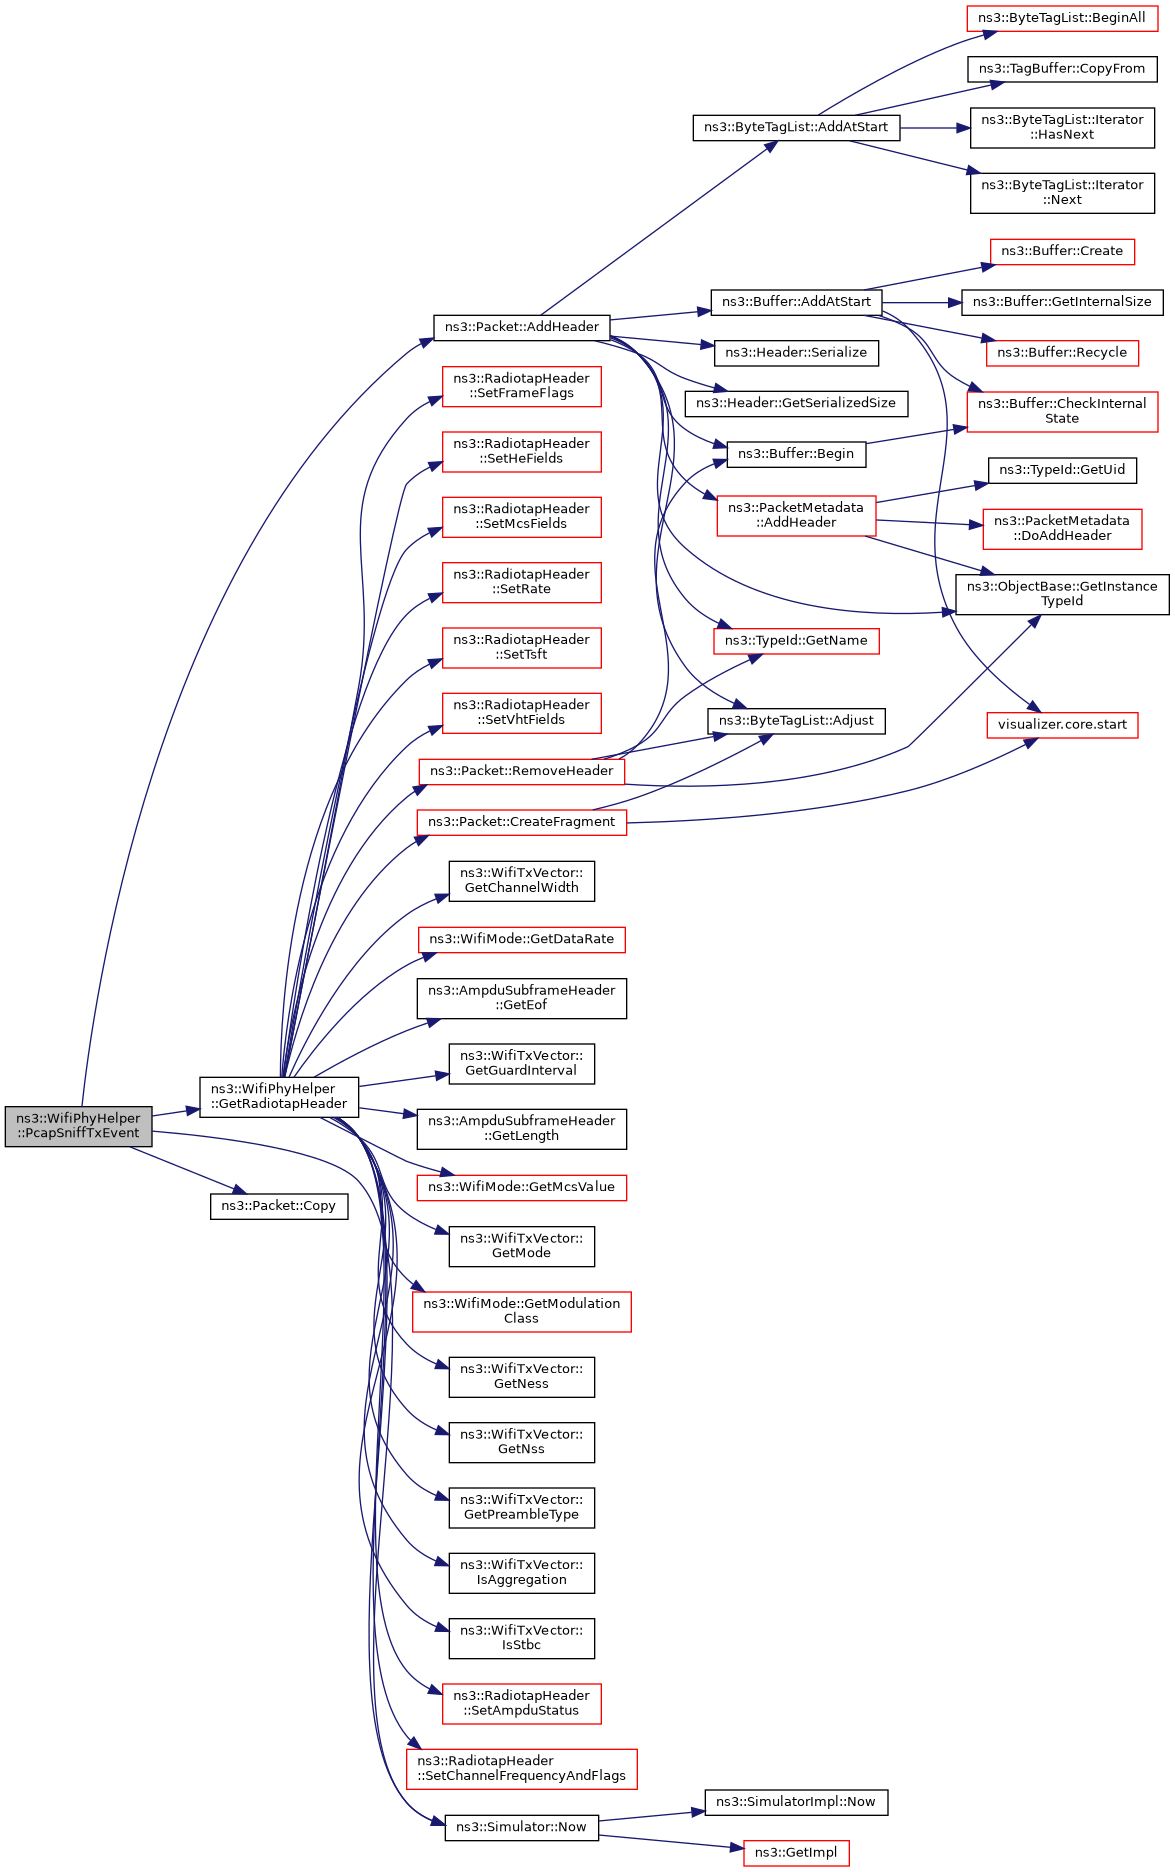 ns3::ByteTagList::BeginAll
ns3::TagBuffer::CopyFrom
ns3::ByteTagList::AddAtStart
ns3::ByteTagList::Iterator
::HasNext
ns3::ByteTagList::Iterator
::Next
ns3::Buffer::Create
ns3::Buffer::AddAtStart
ns3::Buffer::GetInternalSize
ns3::Packet::AddHeader
ns3::Header::Serialize
ns3::Buffer::Recycle
ns3::RadiotapHeader
::SetFrameFlags
ns3::Header::GetSerializedSize
ns3::Buffer::CheckInternal
State
ns3::RadiotapHeader
::SetHeFields
ns3::Buffer::Begin
ns3::TypeId::GetUid
ns3::RadiotapHeader
::SetMcsFields
ns3::PacketMetadata
::AddHeader
ns3::PacketMetadata
::DoAddHeader
ns3::RadiotapHeader
::SetRate
ns3::ObjectBase::GetInstance
TypeId
ns3::RadiotapHeader
::SetTsft
ns3::TypeId::GetName
ns3::RadiotapHeader
::SetVhtFields
ns3::ByteTagList::Adjust
visualizer.core.start
ns3::Packet::RemoveHeader
ns3::Packet::CreateFragment
ns3::WifiTxVector::
GetChannelWidth
ns3::WifiMode::GetDataRate
ns3::AmpduSubframeHeader
::GetEof
ns3::WifiTxVector::
GetGuardInterval
ns3::WifiPhyHelper
::GetRadiotapHeader
ns3::WifiPhyHelper
::PcapSniffTxEvent
ns3::AmpduSubframeHeader
::GetLength
ns3::WifiMode::GetMcsValue
ns3::Packet::Copy
ns3::WifiTxVector::
GetMode
ns3::WifiMode::GetModulation
Class
ns3::WifiTxVector::
GetNess
ns3::WifiTxVector::
GetNss
ns3::WifiTxVector::
GetPreambleType
ns3::WifiTxVector::
IsAggregation
ns3::WifiTxVector::
IsStbc
ns3::RadiotapHeader
::SetAmpduStatus
ns3::RadiotapHeader
::SetChannelFrequencyAndFlags
ns3::SimulatorImpl::Now
ns3::Simulator::Now
ns3::GetImpl